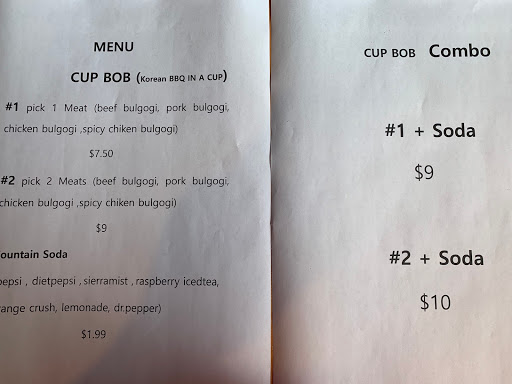 MENU
CUP BOB (Korean BBQ IN A CUP)
#1 pick 1 Meat (beef bulgogi, pork bulgogi,
chicken bulgogi ,spicy chiken bulgogi)
$7.50
#2 pick 2 Meats (beef bulgogi, pork bulgogi,
chicken bulgogi ,spicy chiken bulgogi)
$9
ountain Soda
pepsi , dietpepsi , sierramist , raspberry icedtea,
range crush, lemonade, dr.pepper)
$1.99
CUP BOB Combo
#1 + Soda
$9
#2 + Soda
$10